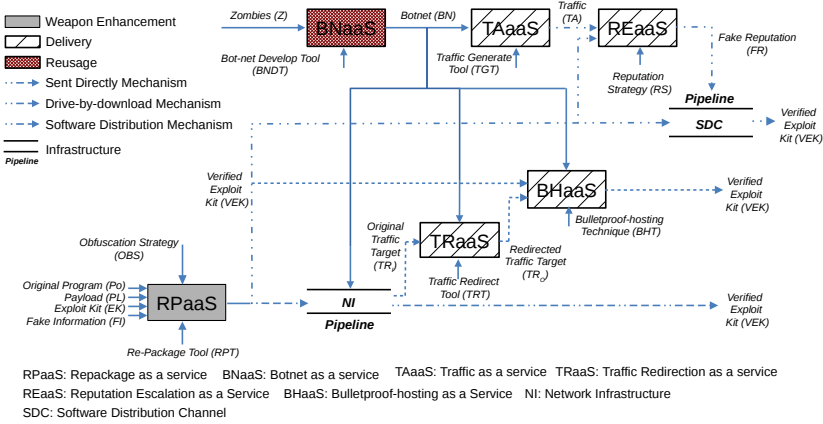 Weapon Enhancement
Delivery
Reusage
Sent Directly Mechanism
Drive-by-download Mechanism
Software Distribution Mechanism
Pipeline
Infrastructure
Zombies (Z)
BNaaS
Bot-net Develop Tool
(BNDT)
Botnet (BN)
TAaaS
Traffic Generate
Tool (TGT)
Traffic
(TA)
REaaS
Reputation
Strategy (RS)
Fake Reputation
(FR)
Pipeline
SDC
Verified
Exploit
Kit (VEK)
Verified
Exploit
Kit (VEK)
BHaaS
Bulletproof-hosting
Technique (BHT)
Verified
Exploit
Kit (VEK)
Original
Traffic
Target
(TRI)
TRaaS
Traffic Redirect
Tool (TRT)
Redirected
Traffic Target
(TRO)
Obfuscation Strategy
(OBS)
Original Program (Po)
Payload (PL)
Exploit Kit (EK)
Fake Information (FI)
RPaaS
Re-Package Tool (RPT)
NI
Pipeline
Verified
Exploit
Kit (VEK)
RPaaS: Repackage as a service BNaaS: Botnet as a service TAaaS: Traffic as a service TRaaS: Traffic Redirection as a service
REaaS: Reputation Escalation as a Service BHaaS: Bulletproof-hosting as a Service NI: Network Infrastructure
SDC: Software Distribution Channel